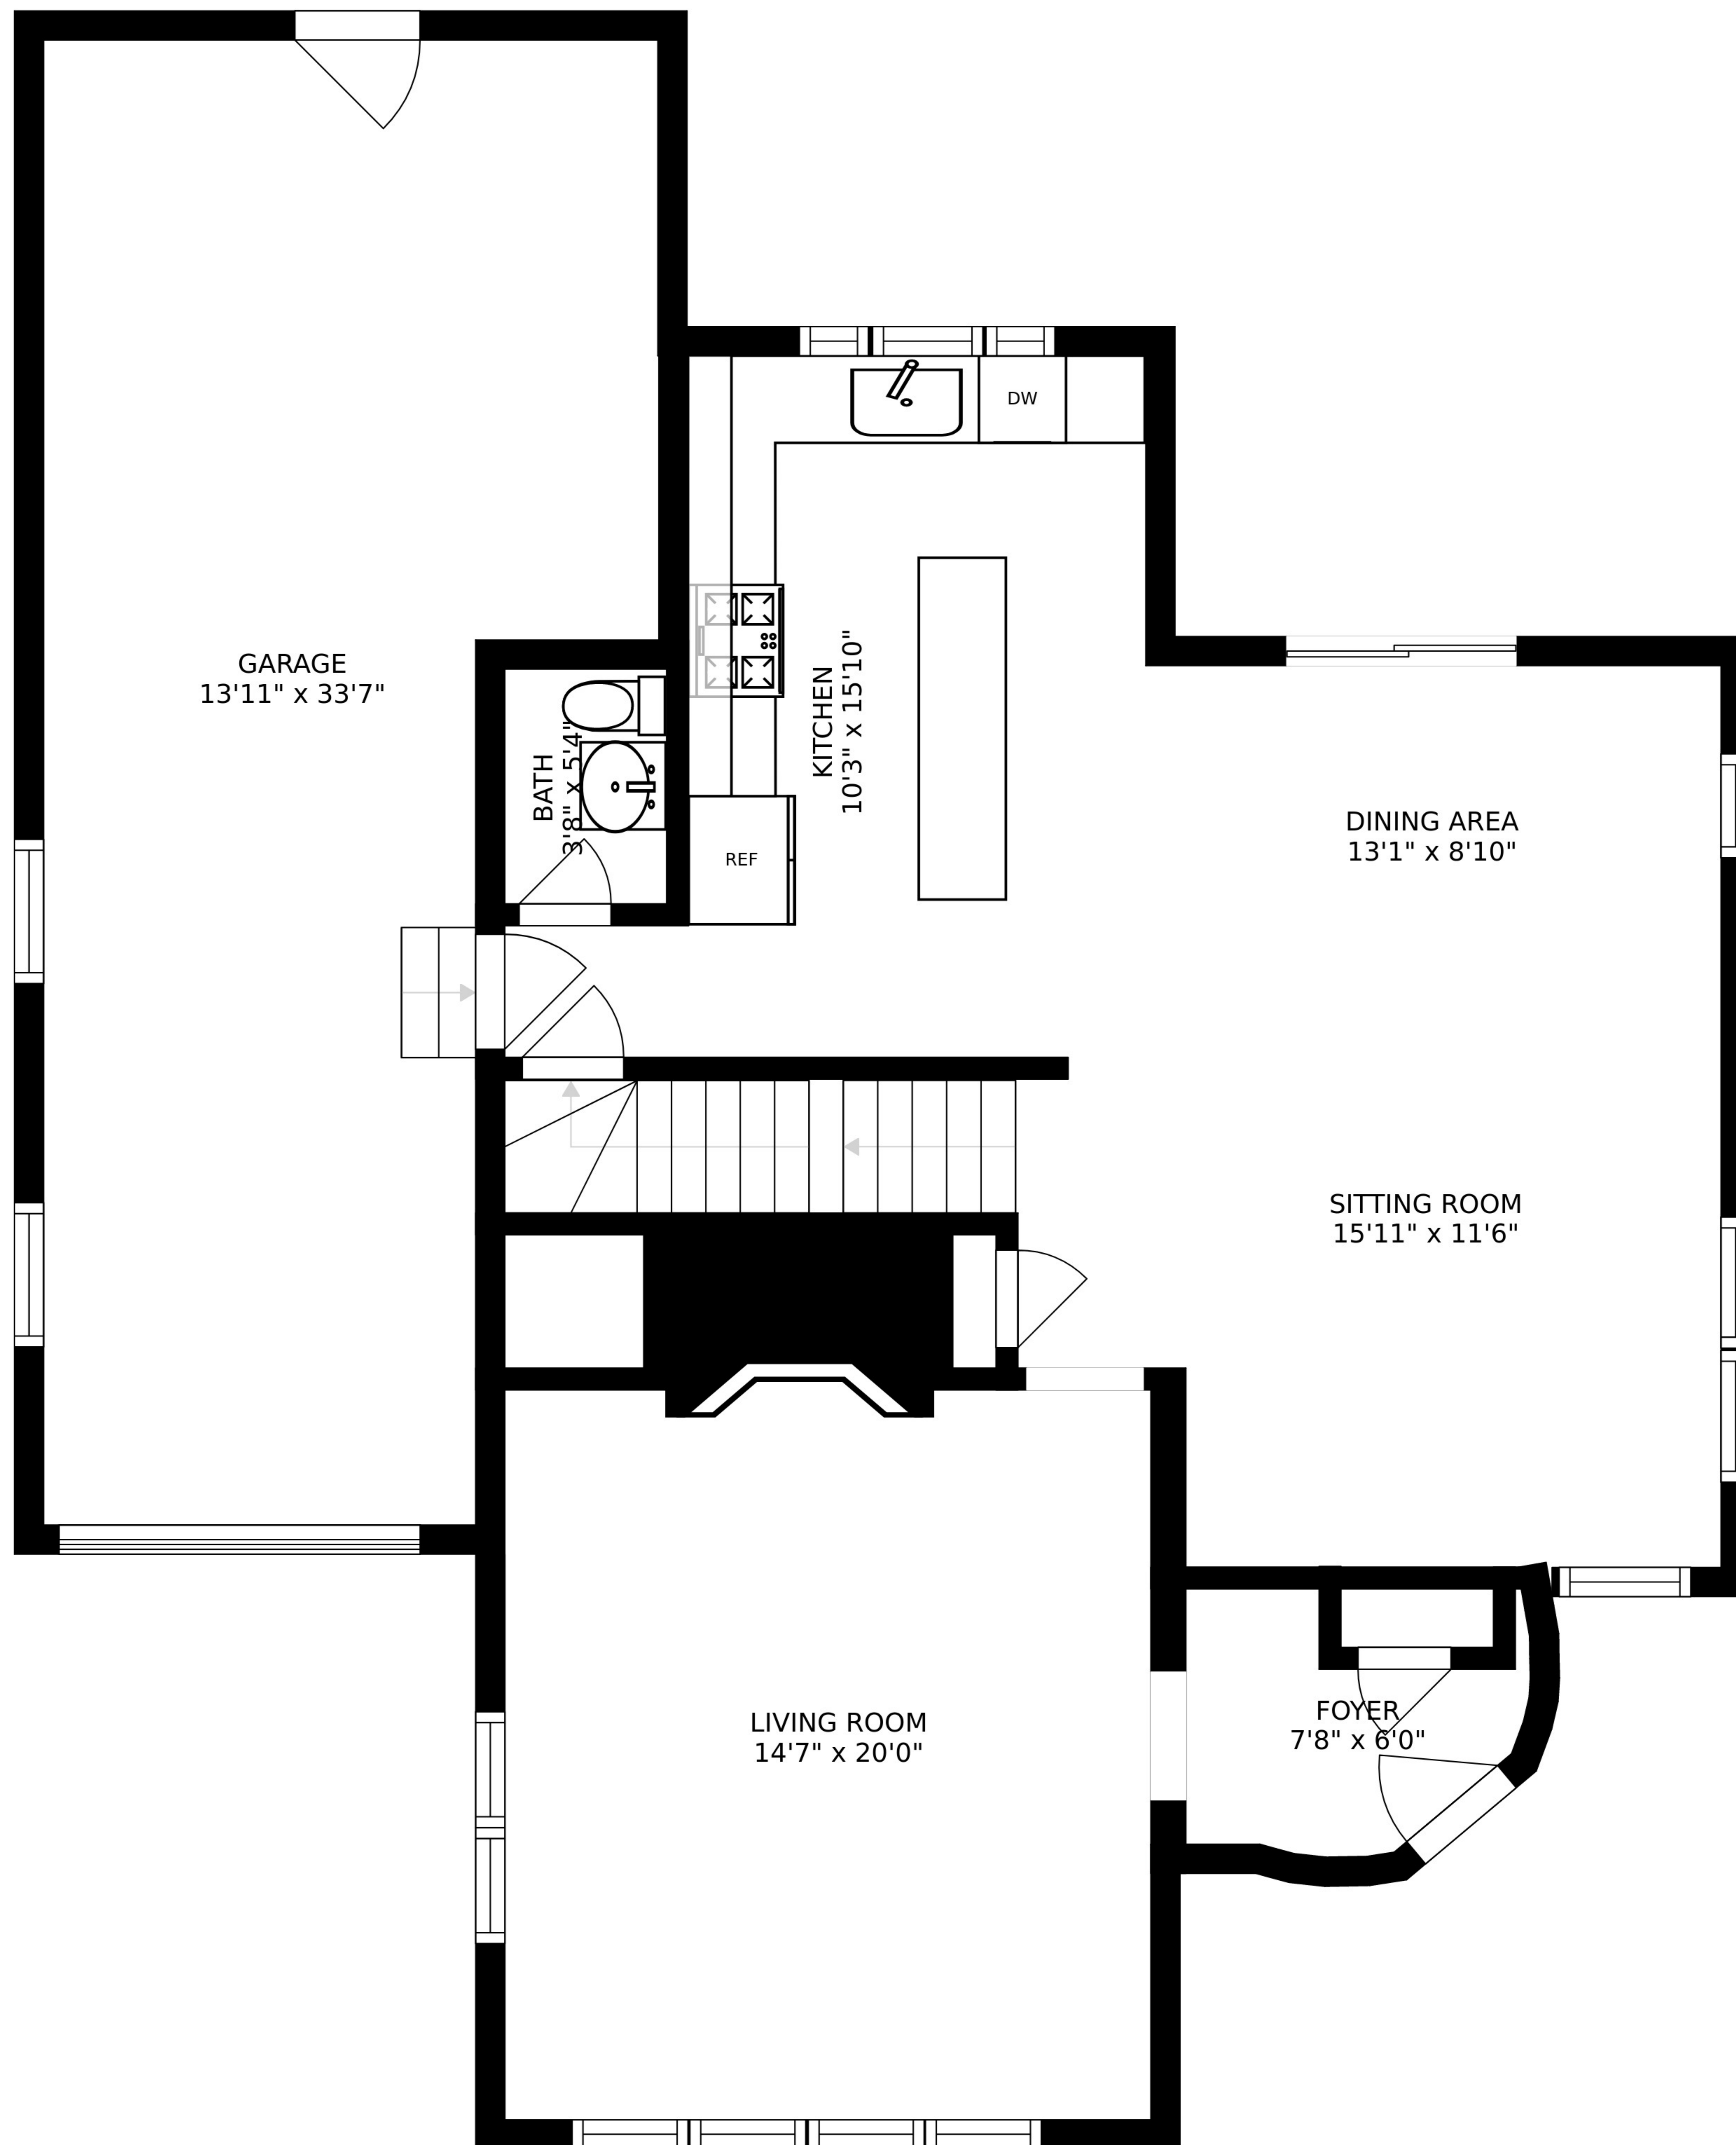 DW
GARAGE
13'11" x 33'7"
KITCHEN
10'3" x 15'10"
BATH
3'8" x 5'4"
REF
DINING AREA
13'1" x 8'10"
SITTING ROOM
15'11" x 11'6"
LIVING ROOM
14'7" x 20'0"
FOYER
7'8" x 6'0"